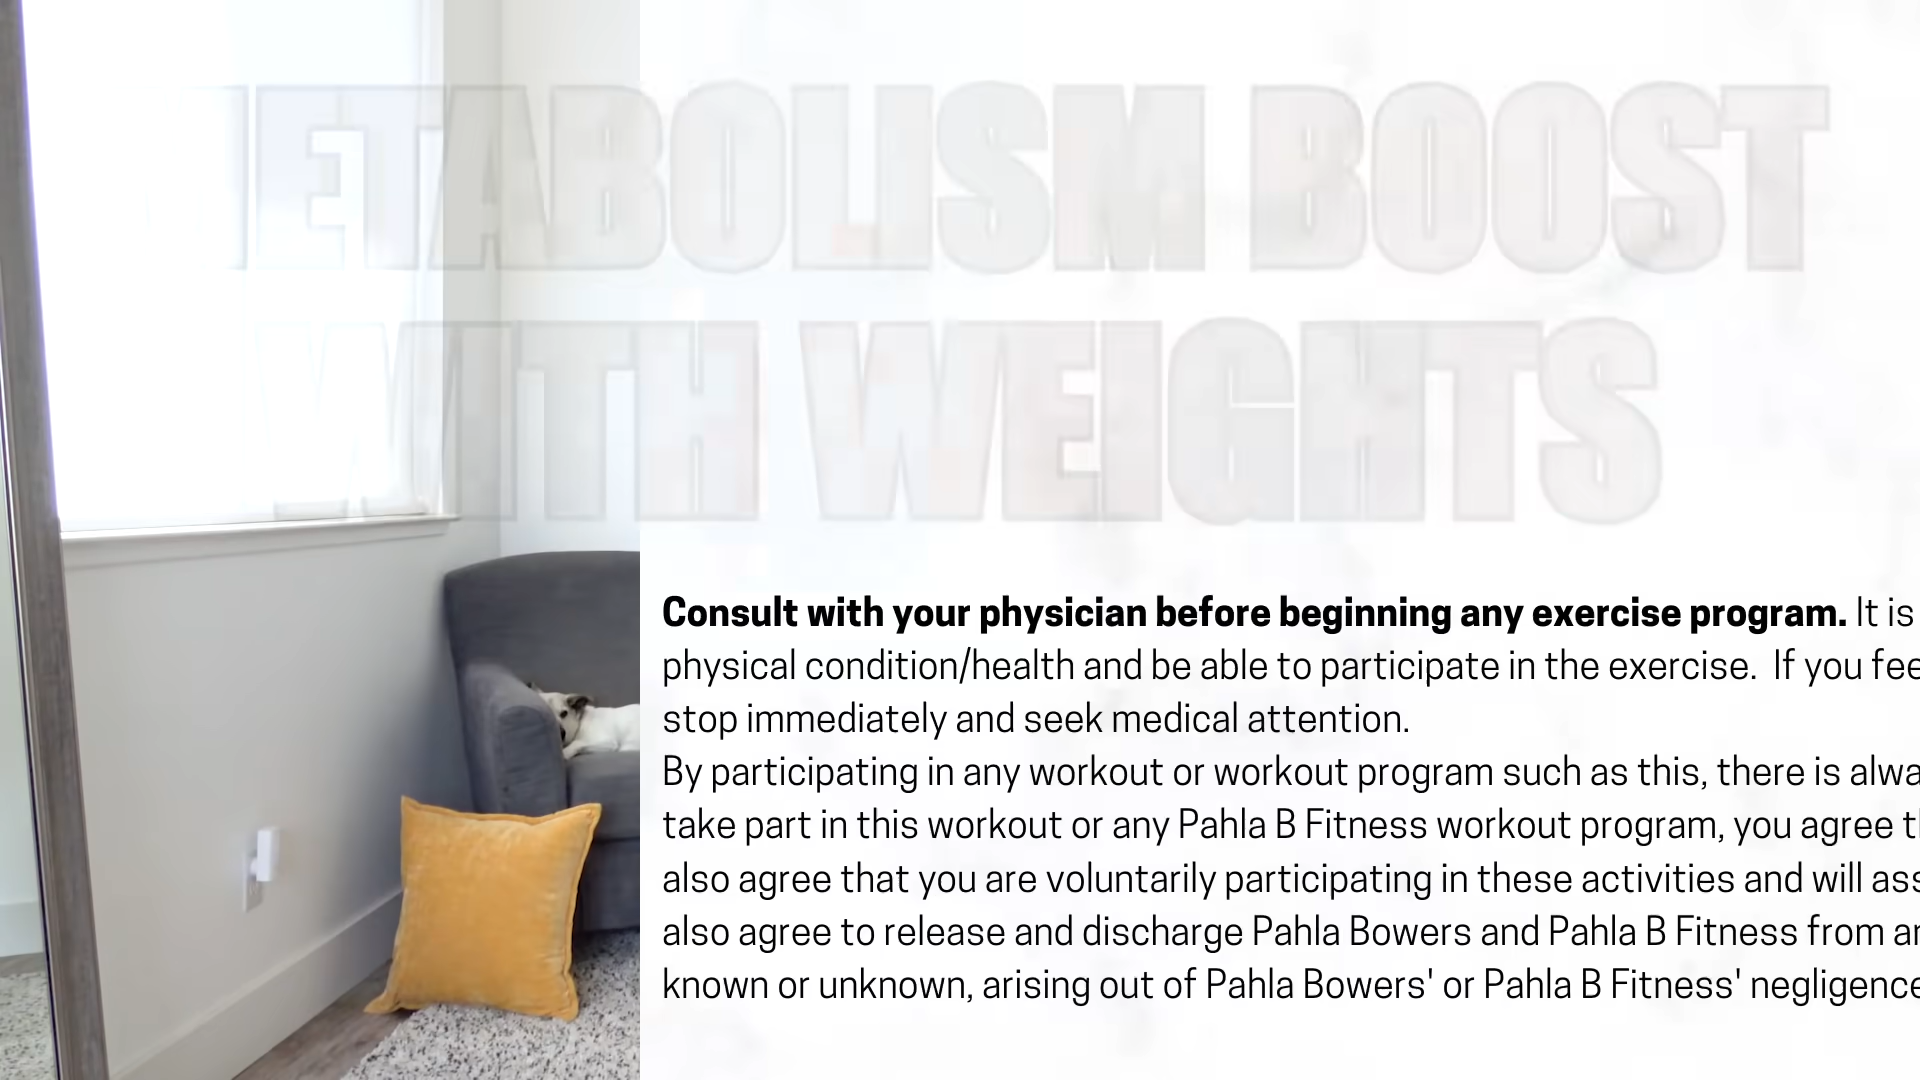 METABOLISM BOOST
WITH WEIGHTS
Consult with your physician before beginning any exercise program. It is
physical condition/health and be able to participate in the exercise. If you fee
stop immediately and seek medical attention.
By participating in any workout or workout program such as this, there is alwa
take part in this workout or any Pahla B Fitness workout program, you agree th
also agree that you are voluntarily participating in these activities and will ass
also agree to release and discharge Pahla Bowers and Pahla B Fitness from an
known or unknown, arising out of Pahla Bowers' or Pahla B Fitness' negligence